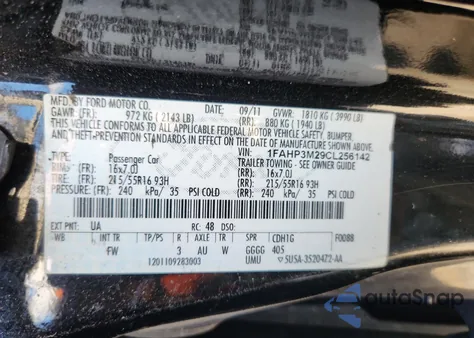 MFD. BY FORD MOTOR CO.
DATE: 09/11 GVWR: 1810 KG ( 3990 LB)
GAWR: (FR) 972 KG ( 2143 LB) (RR): 880 KG ( 1940 LB)
THIS VEHICLE CONFORMS TO ALL APPLICABLE FEDERAL MOTOR VEHICLE SAFETY, BUMPER,
AND THEFT PREVENTION STANDARDS IN EFFECT ON THE DATE OF MANUFACTURE SHOWN ABOVE.
VIN: 1FAHP3M29CL256142
TYPE: Passenger Car TRAILER TOWING - SEE OWNER GUIDE
RIMS: (FR): 16x7.0J (RR): 16x7.0J
TIRES: (FR): 215/55R16 93H (RR): 215/55R16 93H
PRESSURE: (FR): 240 kPa/ 35 PSI COLD (RR): 240 kPa/ 35 PSI COLD
EXT PNT: UA RC: 48 DSO:
WB INT TR TP/PS R AXLE TR SPR CDH1G F0088
FW 3 AU W GGGG 405
1201109283003 UMU 5USA-3520472-AA
AutoSnap